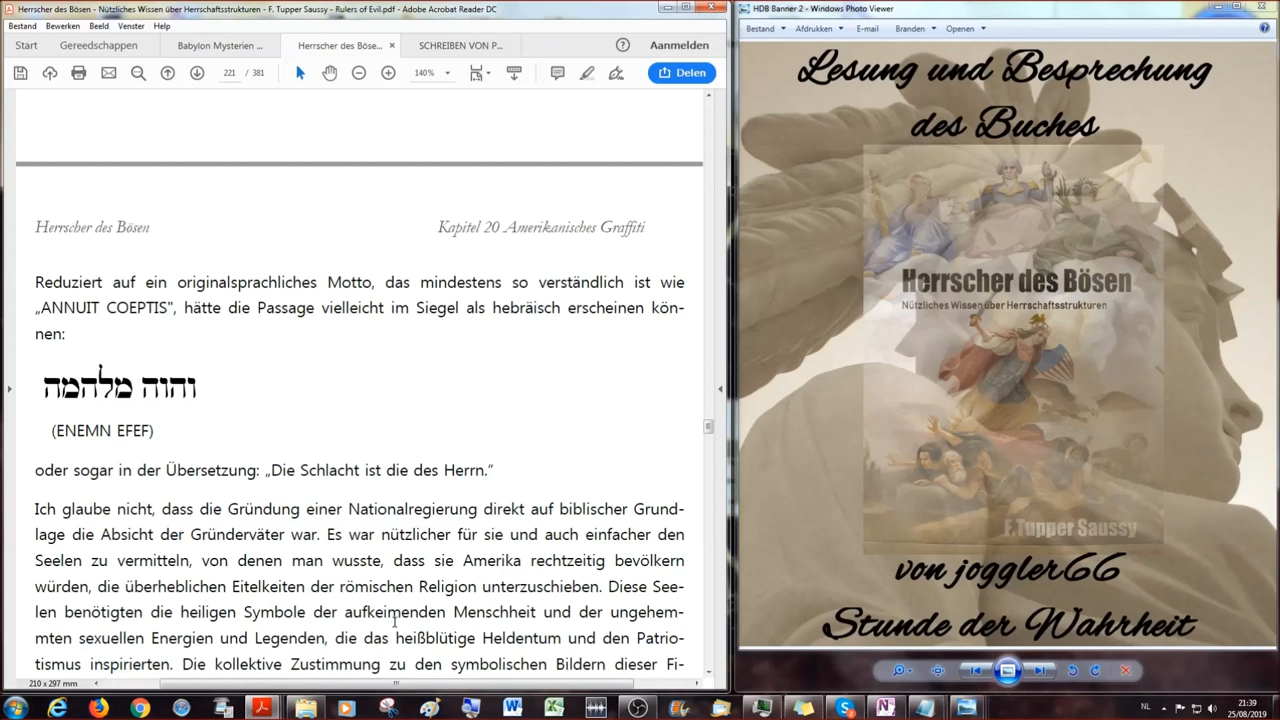 Herrscher des Bösen - Nützliches Wissen über Herrschaftsstrukturen - F. Tupper Saussy - Rulers of Evil.pdf - Adobe Acrobat Reader DC
Bestand Bewerken Beeld Venster Help
Start Gereedschappen Babylon Mysterien ... Herrscher des Böse... × SCHREIBEN VON P... Aanmelden
221 / 381 140% Delen
Herrscher des Bösen Kapitel 20 Amerikanisches Graffiti
Reduziert auf ein originalsprachliches Motto, das mindestens so verständlich ist wie
„ANNUIT COEPTIS", hätte die Passage vielleicht im Siegel als hebräisch erscheinen kön-
nen:
והוה מלהמה
(ENEMN EFEF)
oder sogar in der Übersetzung: „Die Schlacht ist die des Herrn.“
Ich glaube nicht, dass die Gründung einer Nationalregierung direkt auf biblischer Grund-
lage die Absicht der Gründerväter war. Es war nützlicher für sie und auch einfacher den
Seelen zu vermitteln, von denen man wusste, dass sie Amerika rechtzeitig bevölkern
würden, die überheblichen Eitelkeiten der römischen Religion unterzuschieben. Diese See-
len benötigten die heiligen Symbole der aufkeimenden Menschheit und der ungehem-
mten sexuellen Energien und Legenden, die das heißblütige Heldentum und den Patrio-
tismus inspirierten. Die kollektive Zustimmung zu den symbolischen Bildern dieser Fi-
210 x 297 mm
HDB Banner 2 - Windows Photo Viewer
Bestand Afdrukken E-mail Branden Openen
Lesung und Besprechung
des Buches
Herrscher des Bösen
Nützliches Wissen über Herrschaftsstrukturen
F.Tupper Saussy
von joggler66
Stunde der Wahrheit
NL 21:39
25/08/2019